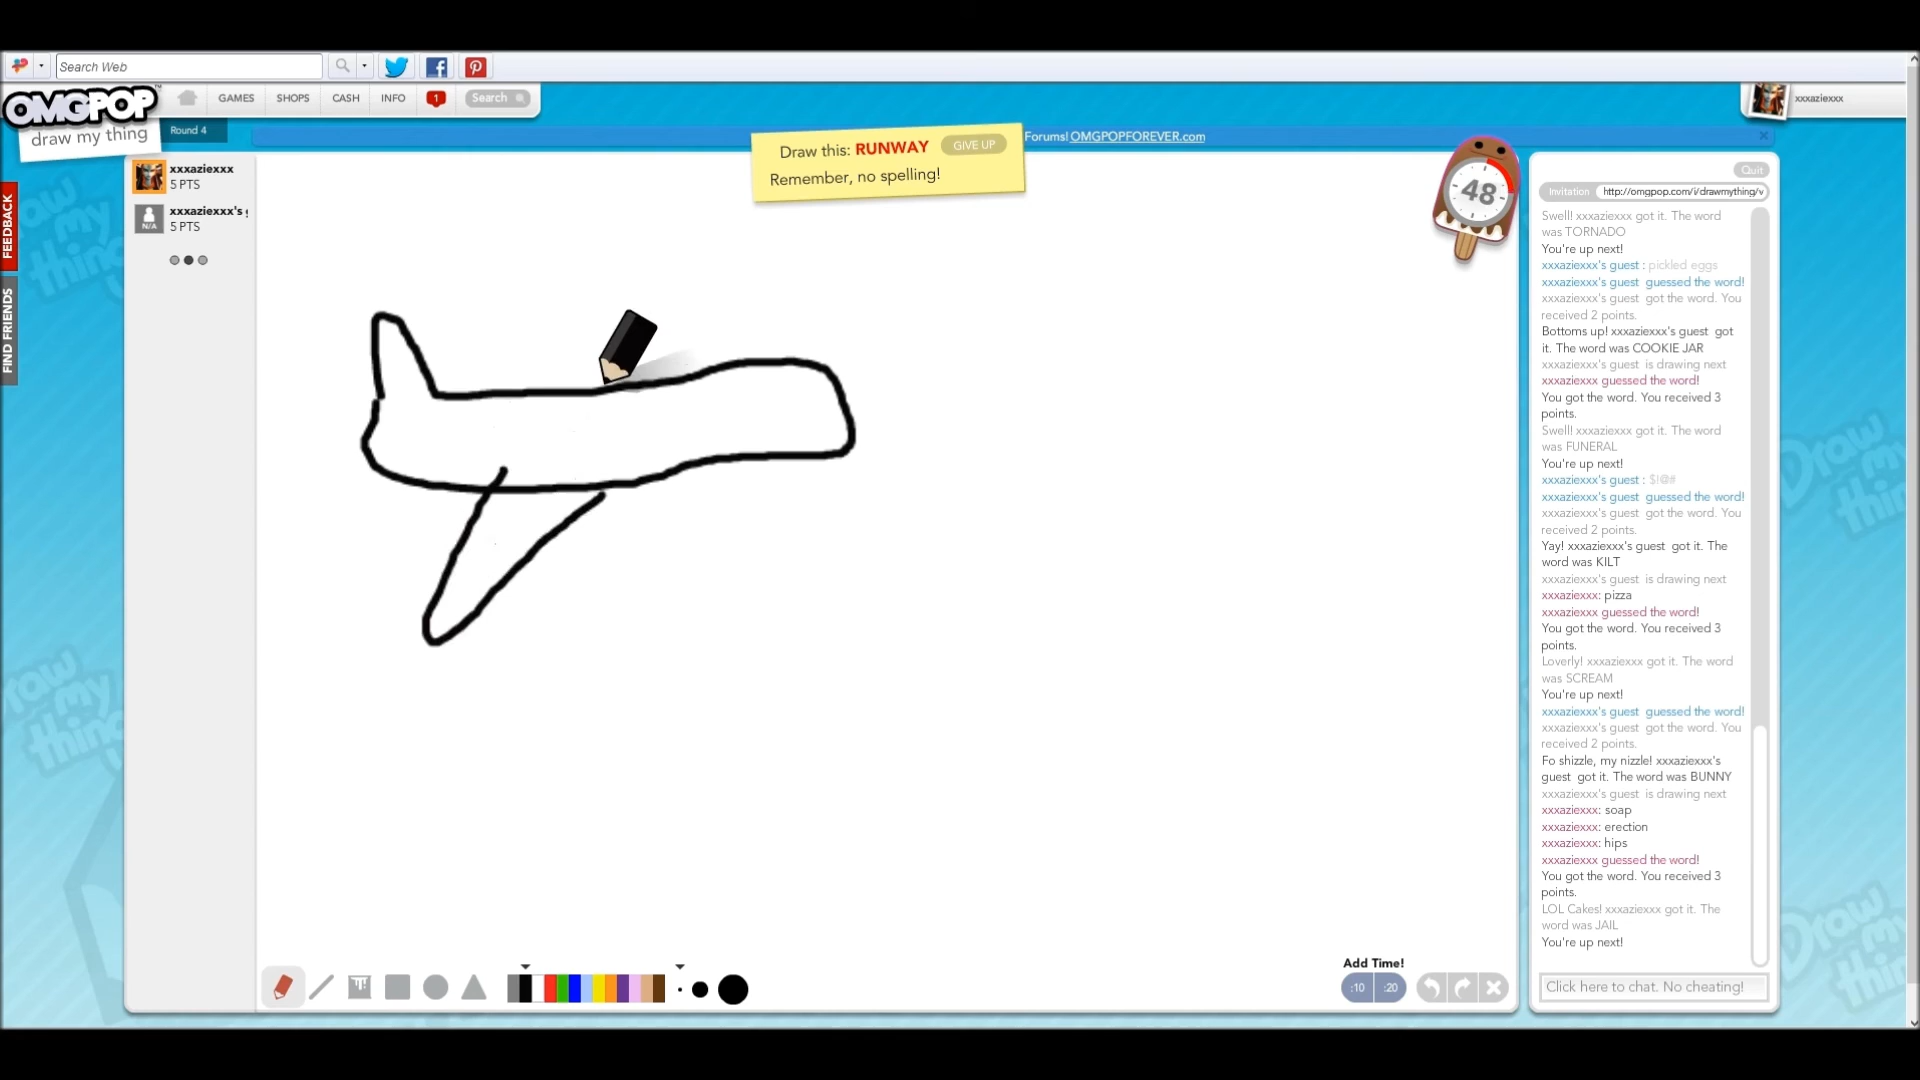 Search Web
OMGPOP
draw my thing
GAMES
SHOPS
CASH
INFO
1
Search
xxxaziexxx
Round 4
Forums! OMGPOPFOREVER.com
FEEDBACK
FIND FRIENDS
xxxaziexxx
5 PTS
xxxaziexxx's
N/A
5 PTS
Draw this: RUNWAY
GIVE UP
Remember, no spelling!
48
Quit
Invitation
http://omgpop.com/i/drawmything/v
Swell! xxxaziexxx got it. The word
was TORNADO
You're up next!
xxxaziexxx's guest : pickled eggs
xxxaziexxx's guest guessed the word!
xxxaziexxx's guest got the word. You
received 2 points.
Bottoms up! xxxaziexxx's guest got
it. The word was COOKIE JAR
xxxaziexxx's guest is drawing next
xxxaziexxx guessed the word!
You got the word. You received 3
points.
Swell! xxxaziexxx got it. The word
was FUNERAL
You're up next!
xxxaziexxx's guest : $!@#
xxxaziexxx's guest guessed the word!
xxxaziexxx's guest got the word. You
received 2 points.
Yay! xxxaziexxx's guest got it. The
word was KILT
xxxaziexxx's guest is drawing next
xxxaziexxx: pizza
xxxaziexxx guessed the word!
You got the word. You received 3
points.
Loverly! xxxaziexxx got it. The word
was SCREAM
You're up next!
xxxaziexxx's guest guessed the word!
xxxaziexxx's guest got the word. You
received 2 points.
Fo shizzle, my nizzle! xxxaziexxx's
guest got it. The word was BUNNY
xxxaziexxx's guest is drawing next
xxxaziexxx: soap
xxxaziexxx: erection
xxxaziexxx: hips
xxxaziexxx guessed the word!
You got the word. You received 3
points.
LOL Cakes! xxxaziexxx got it. The
word was JAIL
You're up next!
Click here to chat. No cheating!
Add Time!
:10
:20